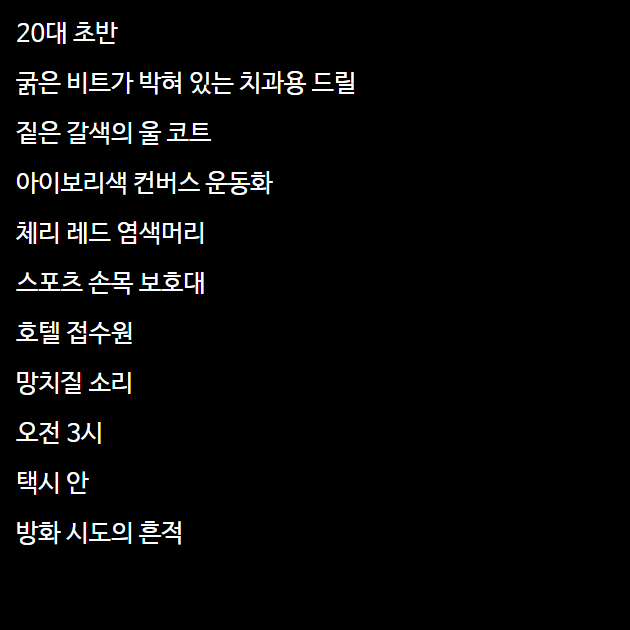 20대 초반
굵은 비트가 박혀 있는 치과용 드릴
짙은 갈색의 울 코트
아이보리색 컨버스 운동화
체리 레드 염색머리
스포츠 손목 보호대
호텔 접수원
망치질 소리
오전 3시
택시 안
방화 시도의 흔적